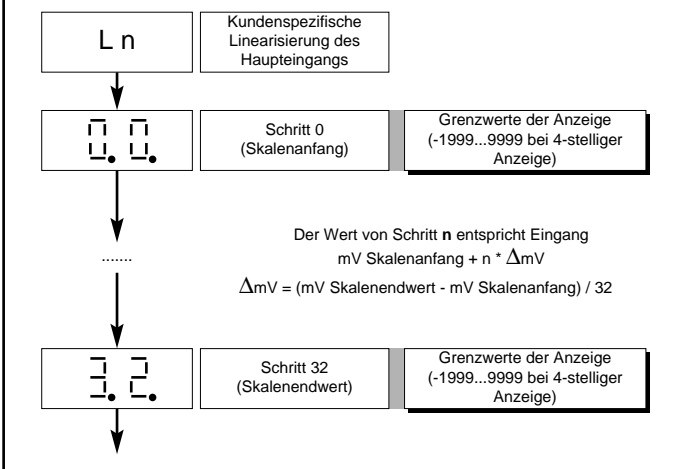 L n
Kundenspezifische
Linearisierung des
Haupteingangs
0. 0.
Schritt 0
(Skalenanfang)
Grenzwerte der Anzeige
(-1999...9999 bei 4-stelliger
Anzeige)
.......
Der Wert von Schritt n entspricht Eingang
mV Skalenanfang + n * ΔmV
ΔmV = (mV Skalenendwert - mV Skalenanfang) / 32
3. 2.
Schritt 32
(Skalenendwert)
Grenzwerte der Anzeige
(-1999...9999 bei 4-stelliger
Anzeige)